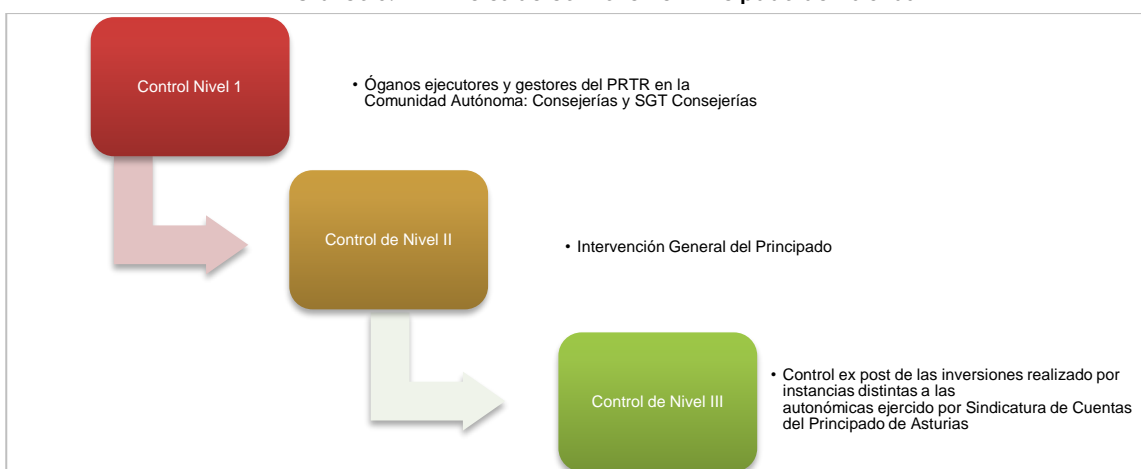 Control Nivel 1
• Órganos ejecutores y gestores del PRTR en la
Comunidad Autónoma: Consejerías y SGT Consejerías
Control de Nivel II
• Intervención General del Principado
Control de Nivel III
• Control ex post de las inversiones realizado por
instancias distintas a las
autonómicas ejercido por Sindicatura de Cuentas
del Principado de Asturias